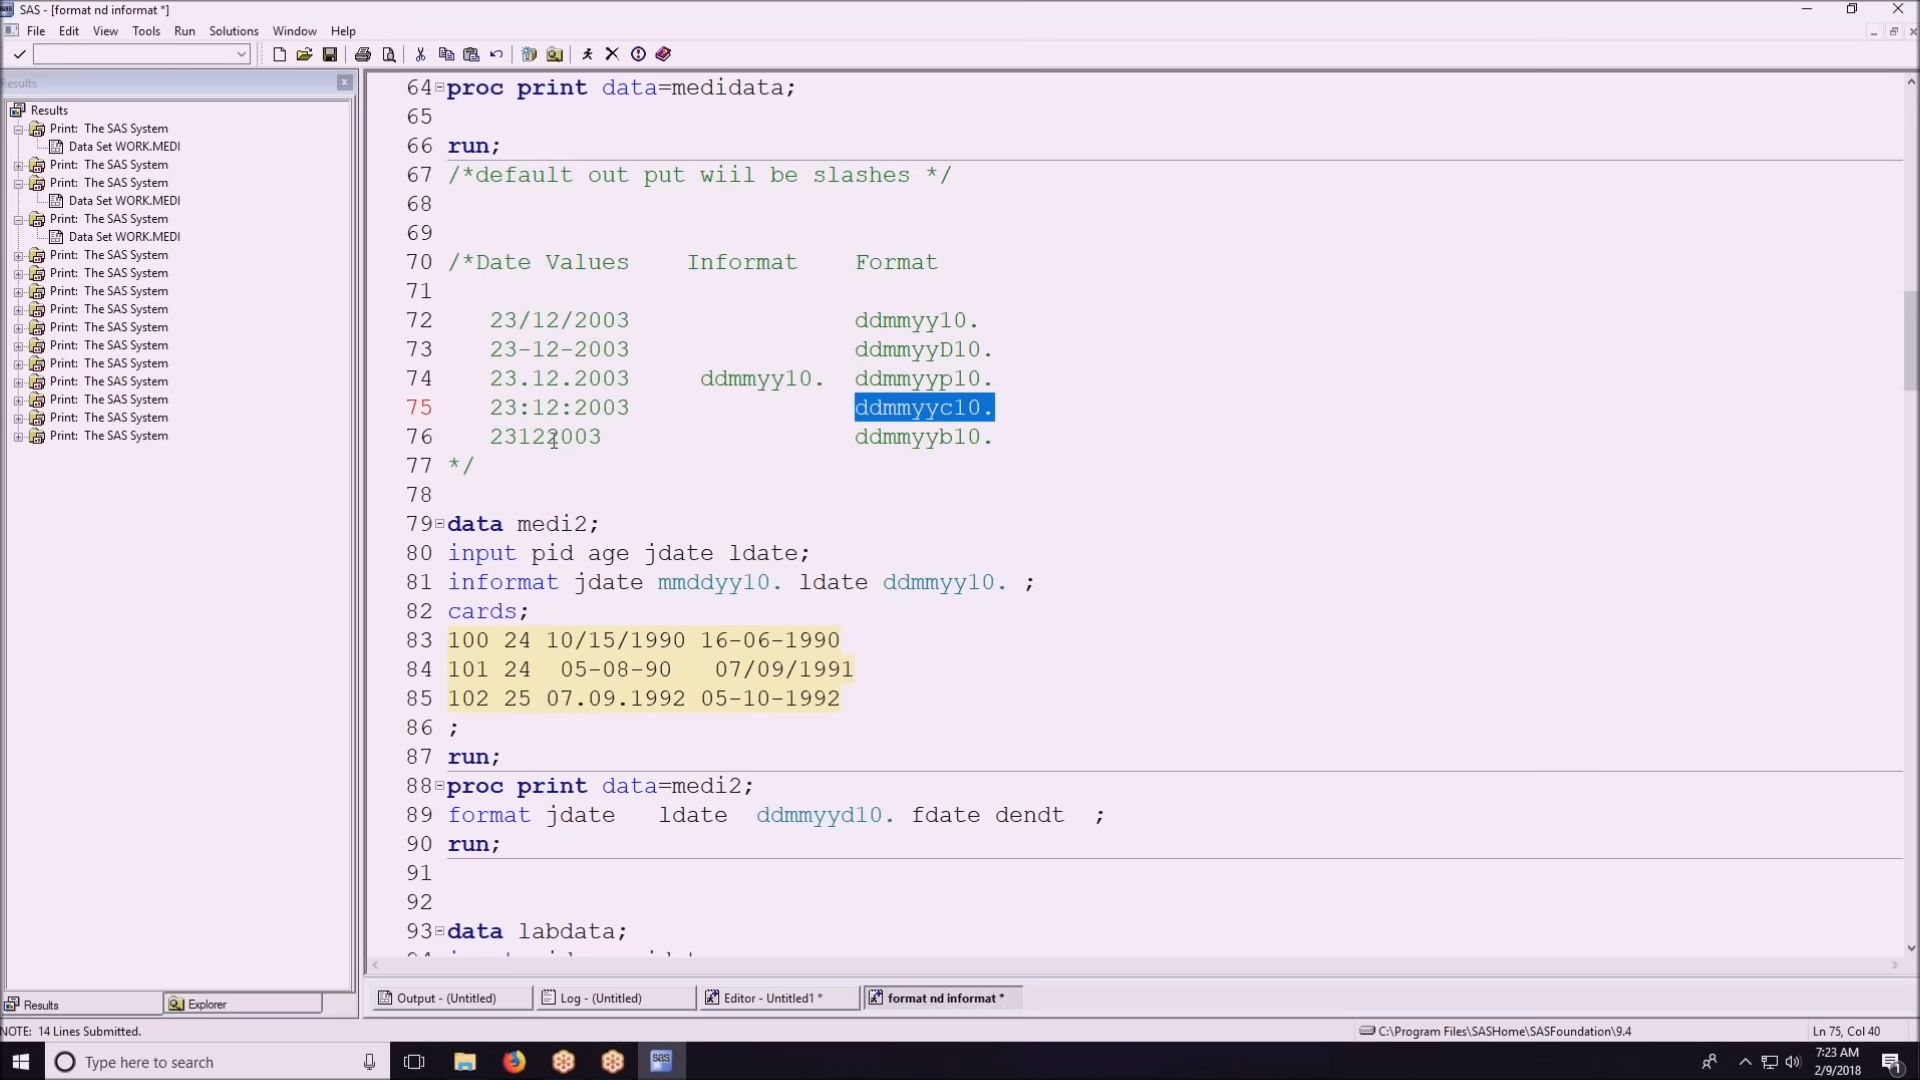 SAS - [format nd informat *]
File Edit View Tools Run Solutions Window Help
Results
Results
Print: The SAS System
Data Set WORK.MEDI
Print: The SAS System
Print: The SAS System
Data Set WORK.MEDI
Print: The SAS System
Data Set WORK.MEDI
Print: The SAS System
Print: The SAS System
Print: The SAS System
Print: The SAS System
Print: The SAS System
Print: The SAS System
Print: The SAS System
Print: The SAS System
Print: The SAS System
Print: The SAS System
Print: The SAS System
64 proc print data=medidata;
65
66 run;
67 /*default out put wiil be slashes */
68
69
70 /*Date Values Informat Format
71
72 23/12/2003 ddmmyy10.
73 23-12-2003 ddmmyyD10.
74 23.12.2003 ddmmyy10. ddmmyyp10.
75 23:12:2003 ddmmyyc10.
76 23122003 ddmmyyb10.
77 */
78
79 data medi2;
80 input pid age jdate ldate;
81 informat jdate mmddyy10. ldate ddmmyy10. ;
82 cards;
83 100 24 10/15/1990 16-06-1990
84 101 24 05-08-90 07/09/1991
85 102 25 07.09.1992 05-10-1992
86 ;
87 run;
88 proc print data=medi2;
89 format jdate ldate ddmmyyd10. fdate dendt ;
90 run;
91
92
93 data labdata;
Results Explorer
Output - (Untitled) Log - (Untitled) Editor - Untitled1 * format nd informat *
NOTE: 14 Lines Submitted. C:\Program Files\SASHome\SASFoundation\9.4 Ln 75, Col 40
Type here to search
sas
7:23 AM
2/9/2018
1